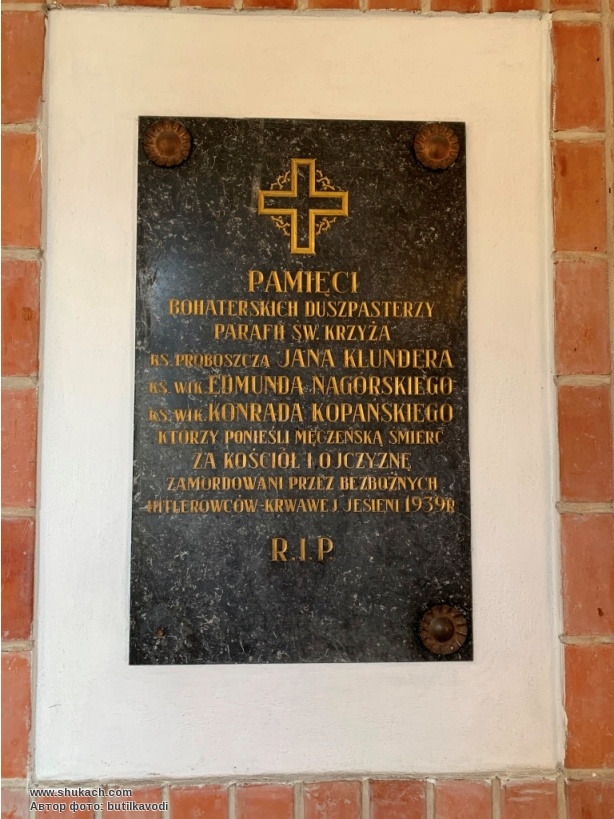 PAMIĘCI
BOHATERSKICH DUSZPASTERZY
PARAFII ŚW. KRZYŻA
KS. PROBOSZCZA JANA KLUNDERA
KS. WIK. EDMUNDA NAGÓRSKIEGO
KS. WIK. KONRADA KOPAŃSKIEGO
KTÓRZY PONIEŚLI MĘCZEŃSKĄ ŚMIERĆ
ZA KOŚCIÓŁ I OJCZYZNĘ
ZAMORDOWANI PRZEZ BEZBOŻNYCH
HITLEROWCÓW-KRWAWEJ JESIENI 1939R
R.I.P
www.shukach.com
Автор фото: butilkavodi